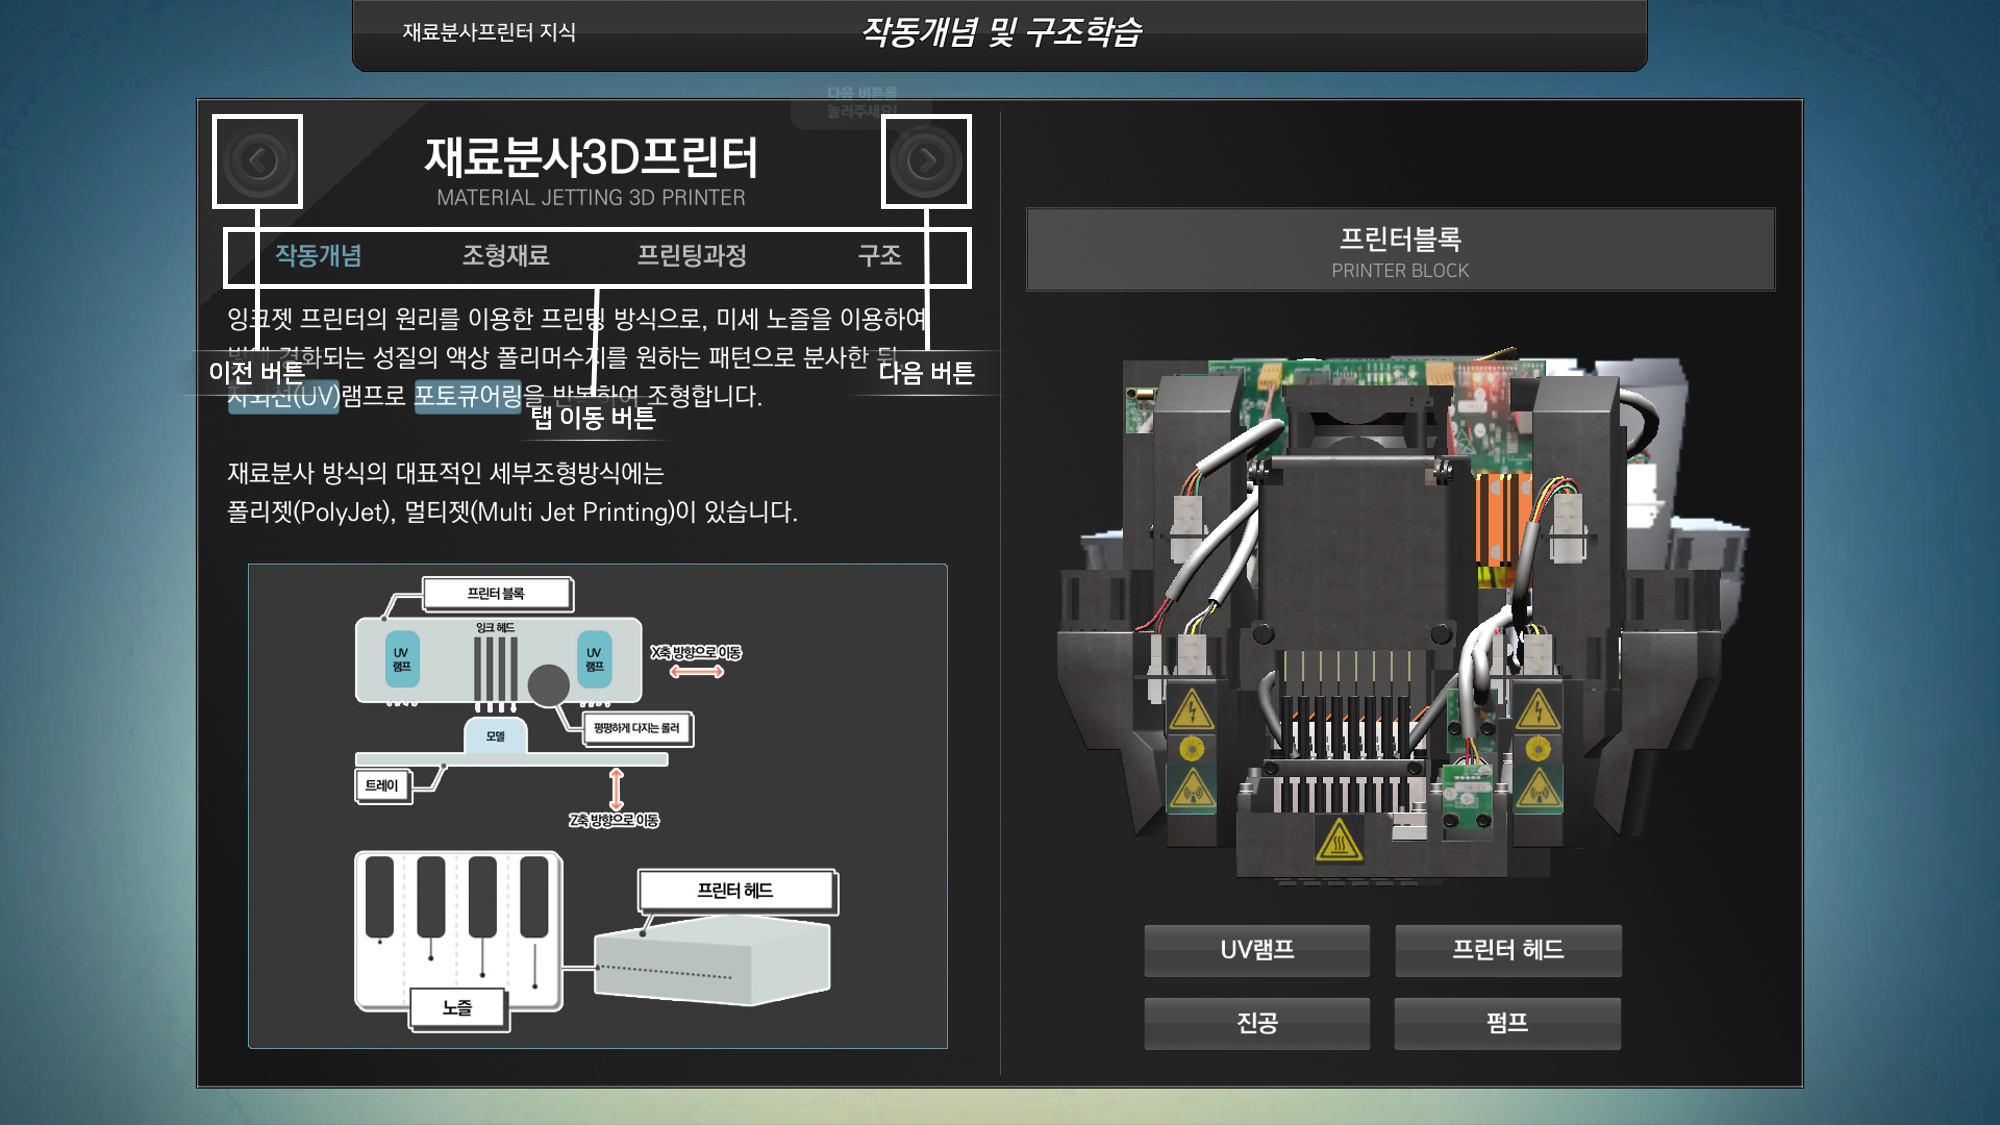 재료분사프린터 지식
작동개념 및 구조학습
다음 버튼을
눌러주세요!
재료분사3D프린터
MATERIAL JETTING 3D PRINTER
작동개념 조형재료 프린팅과정 구조
잉크젯 프린터의 원리를 이용한 프린팅 방식으로, 미세 노즐을 이용하여
빛에 경화되는 성질의 액상 폴리머수지를 원하는 패턴으로 분사한 뒤
자외선(UV)램프로 포토큐어링을 반복하여 조형합니다.
이전 버튼
탭 이동 버튼
다음 버튼
재료분사 방식의 대표적인 세부조형방식에는
폴리젯(PolyJet), 멀티젯(Multi Jet Printing)이 있습니다.
프린터 블록
잉크 헤드
UV
램프
UV
램프
X축 방향으로 이동
평평하게 다지는 롤러
모델
트레이
Z축 방향으로 이동
프린터 헤드
노즐
프린터블록
PRINTER BLOCK
UV램프
프린터 헤드
진공
펌프